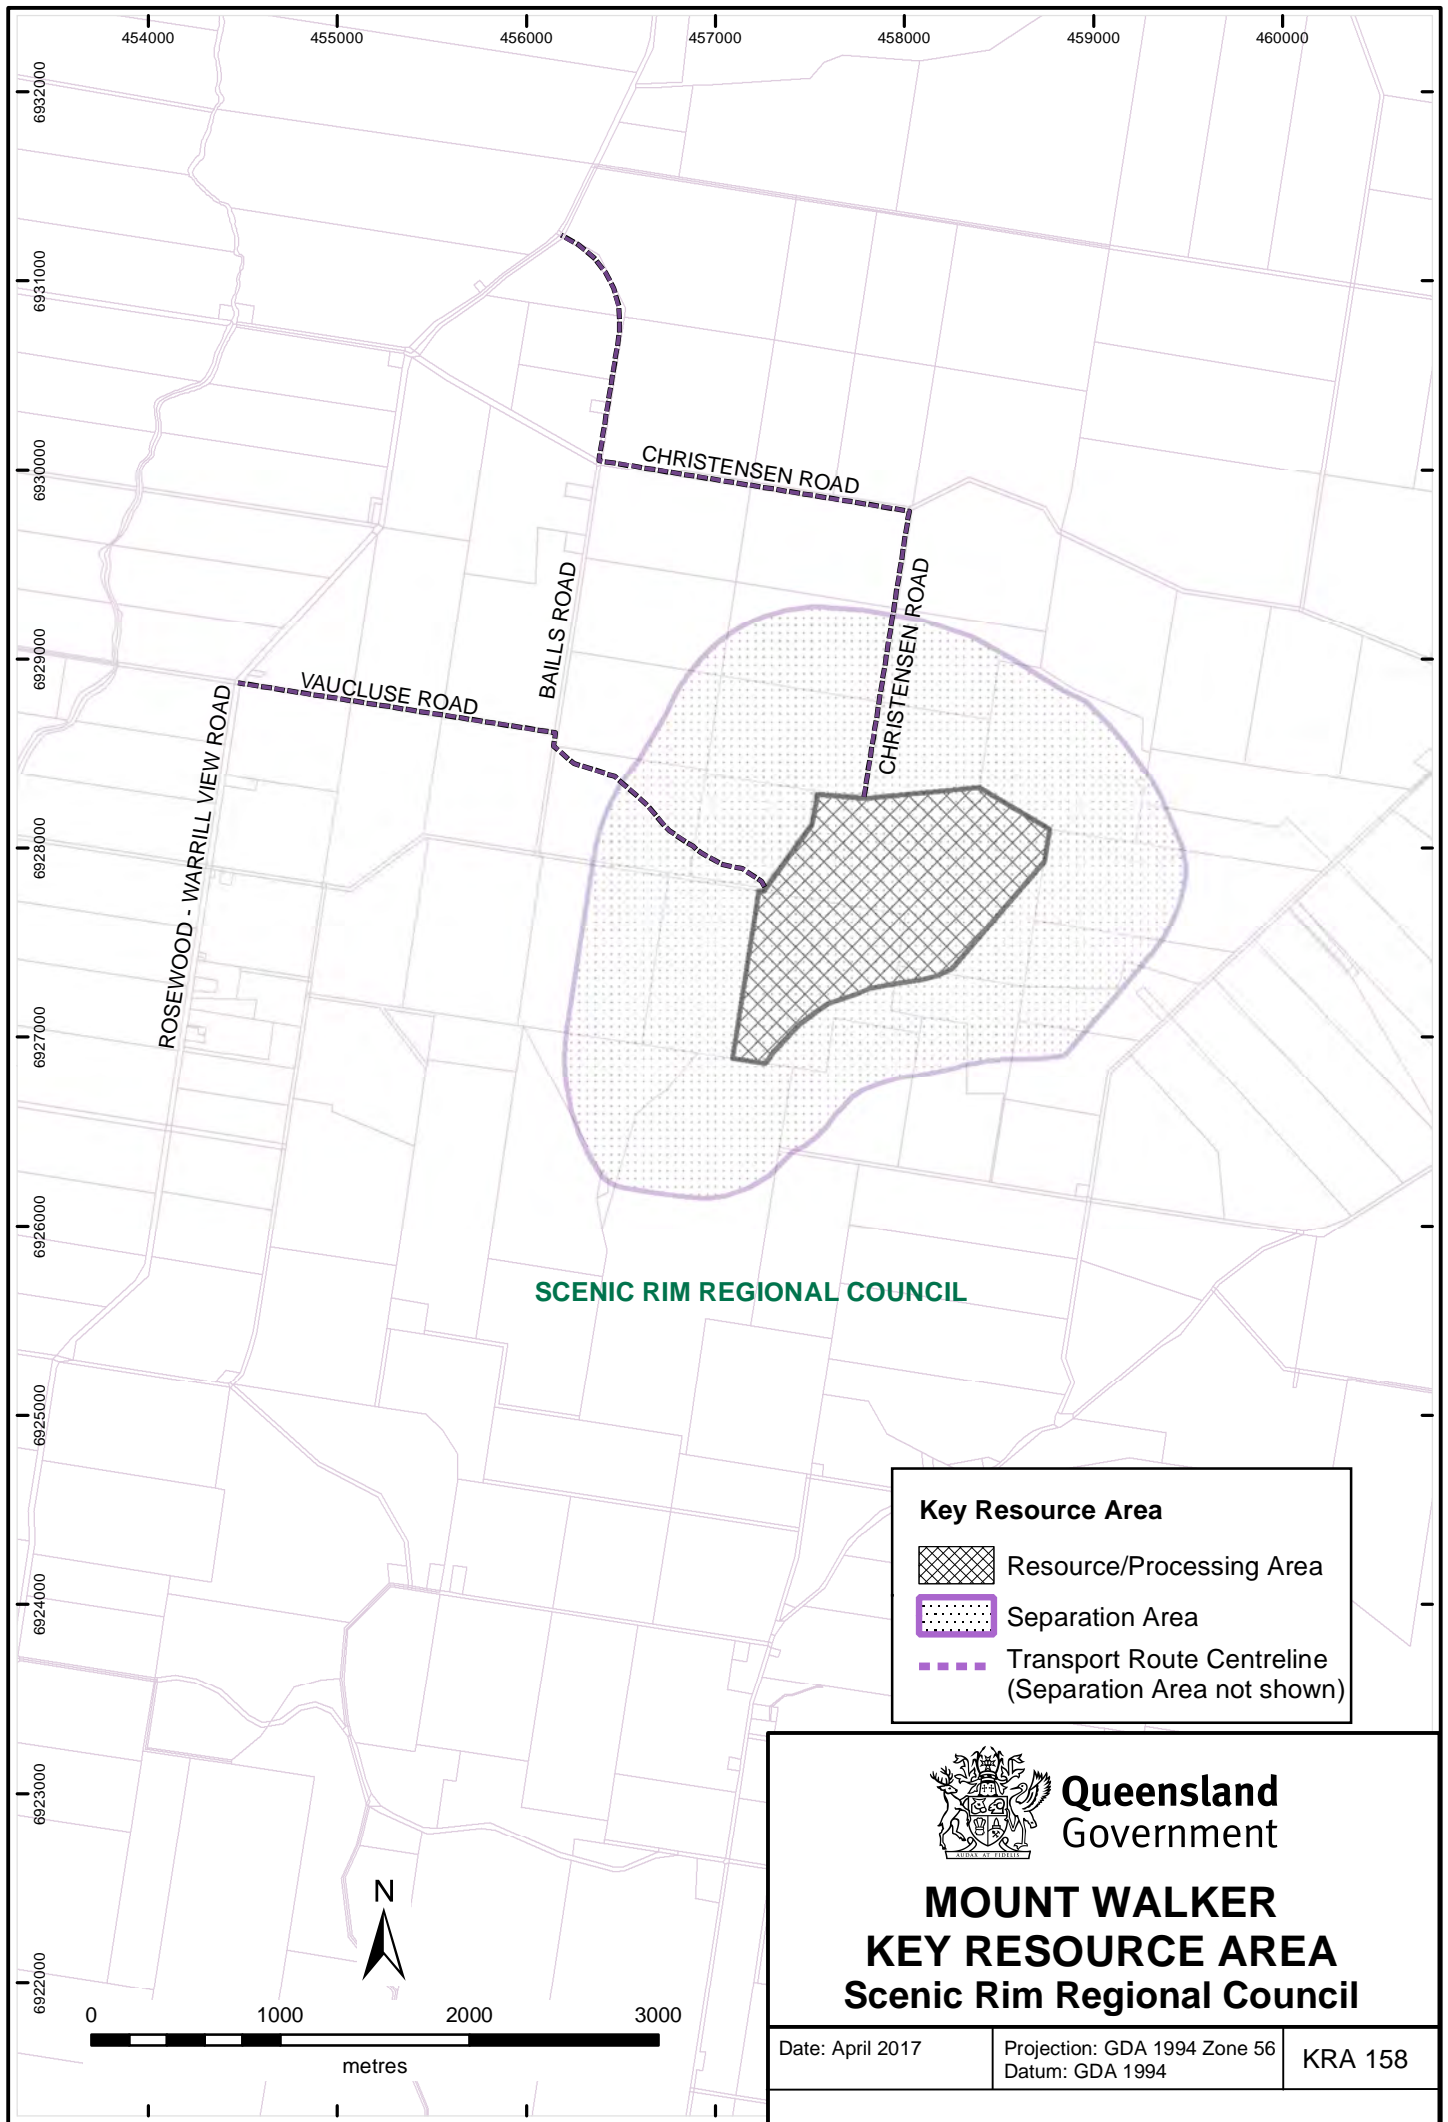 454000
455000
456000
457000
458000
459000
460000
6932000
6931000
6930000
6929000
6928000
6927000
6926000
6925000
6924000
6923000
6922000
CHRISTENSEN ROAD
CHRISTENSEN ROAD
BAILLS ROAD
VAUCLUSE ROAD
ROSEWOOD - WARRILL VIEW ROAD
SCENIC RIM REGIONAL COUNCIL
Key Resource Area
Resource/Processing Area
Separation Area
Transport Route Centreline
(Separation Area not shown)
N
0
1000
2000
3000
metres
AUDAX AT FIDELIS
Queensland
Government
MOUNT WALKER
KEY RESOURCE AREA
Scenic Rim Regional Council
Date: April 2017
Projection: GDA 1994 Zone 56
Datum: GDA 1994
KRA 158